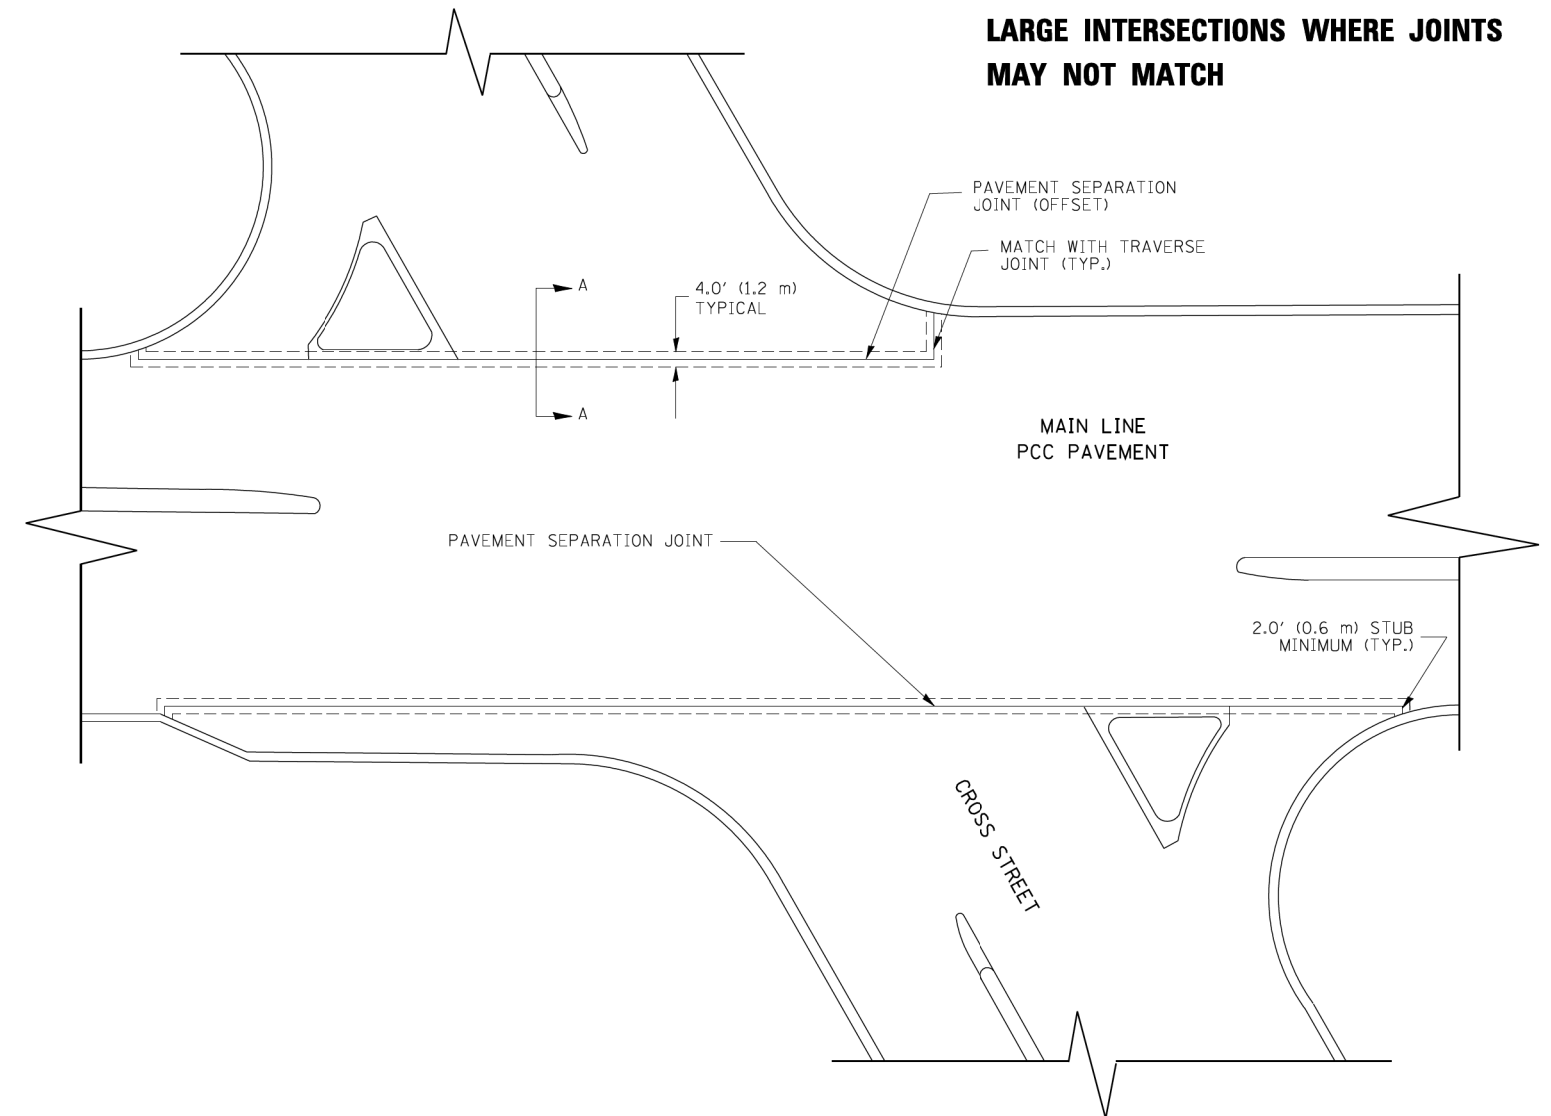 LARGE INTERSECTIONS WHERE JOINTS
MAY NOT MATCH
PAVEMENT SEPARATION
JOINT (OFFSET)
MATCH WITH TRAVERSE
JOINT (TYP.)
A
4.0' (1.2 m)
TYPICAL
A
MAIN LINE
PCC PAVEMENT
PAVEMENT SEPARATION JOINT
2.0' (0.6 m) STUB
MINIMUM (TYP.)
CROSS STREET